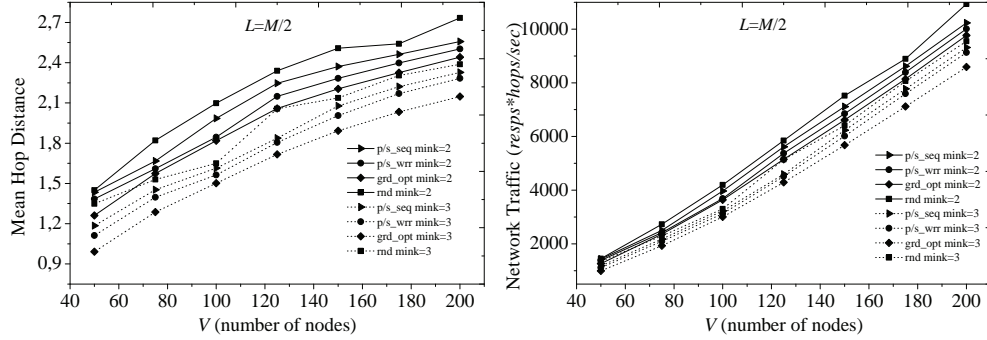 L=M/2
2,7
2,4
2,1
1,8
1,5
1,2
0,9
Mean Hop Distance
p/s_seq mink=2
p/s_wrr mink=2
grd_opt mink=2
rnd mink=2
p/s_seq mink=3
p/s_wrr mink=3
grd_opt mink=3
rnd mink=3
40 60 80 100 120 140 160 180 200
V (number of nodes)
L=M/2
10000
8000
6000
4000
2000
Network Traffic (resps*hops/sec)
p/s_seq mink=2
p/s_wrr mink=2
grd_opt mink=2
rnd mink=2
p/s_seq mink=3
p/s_wrr mink=3
grd_opt mink=3
rnd mink=3
40 60 80 100 120 140 160 180 200
V (number of nodes)